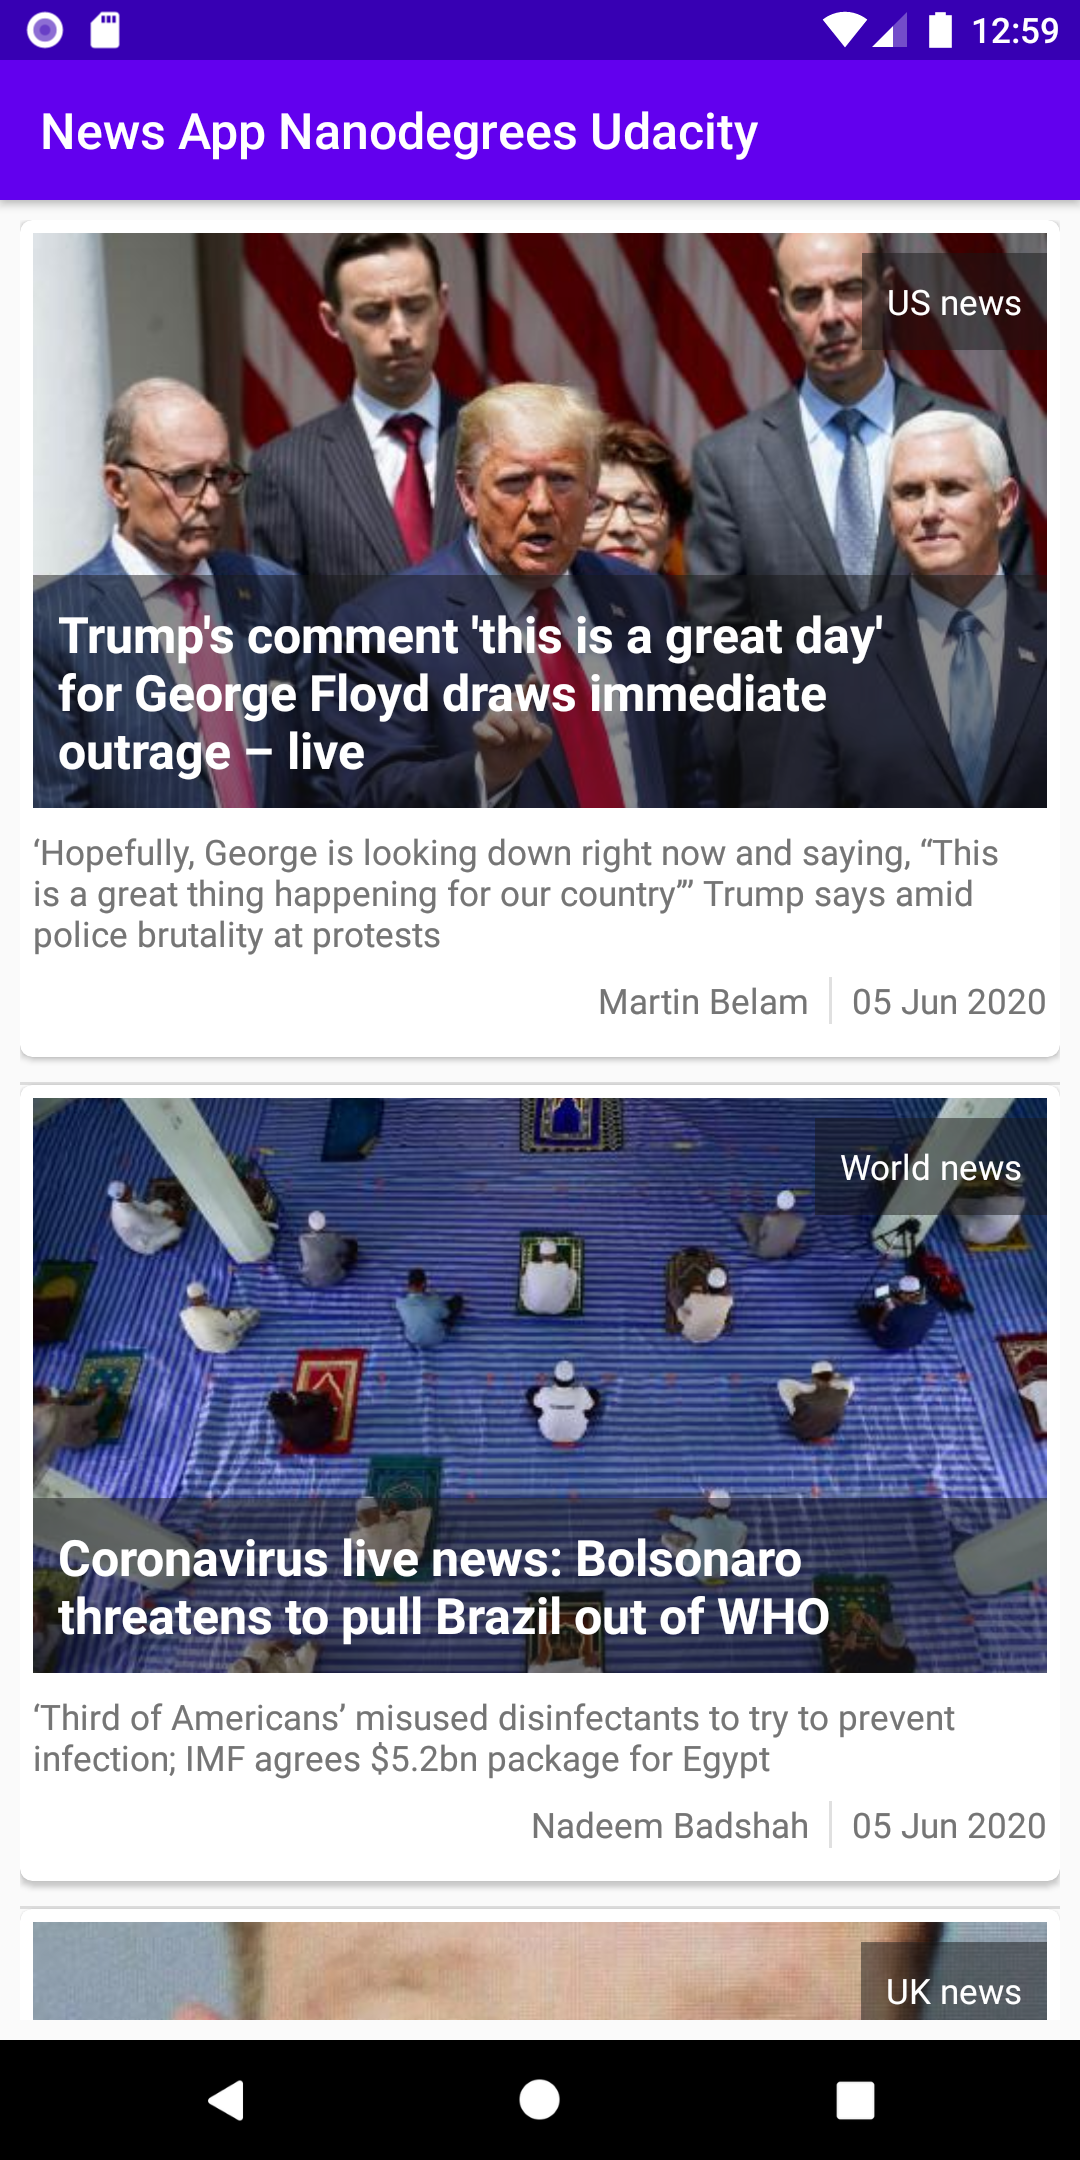 12:59
News App Nanodegrees Udacity
US news
Trump's comment 'this is a great day'
for George Floyd draws immediate
outrage – live
‘Hopefully, George is looking down right now and saying, “This
is a great thing happening for our country”’ Trump says amid
police brutality at protests
Martin Belam 05 Jun 2020
World news
Coronavirus live news: Bolsonaro
threatens to pull Brazil out of WHO
‘Third of Americans’ misused disinfectants to try to prevent
infection; IMF agrees $5.2bn package for Egypt
Nadeem Badshah 05 Jun 2020
UK news